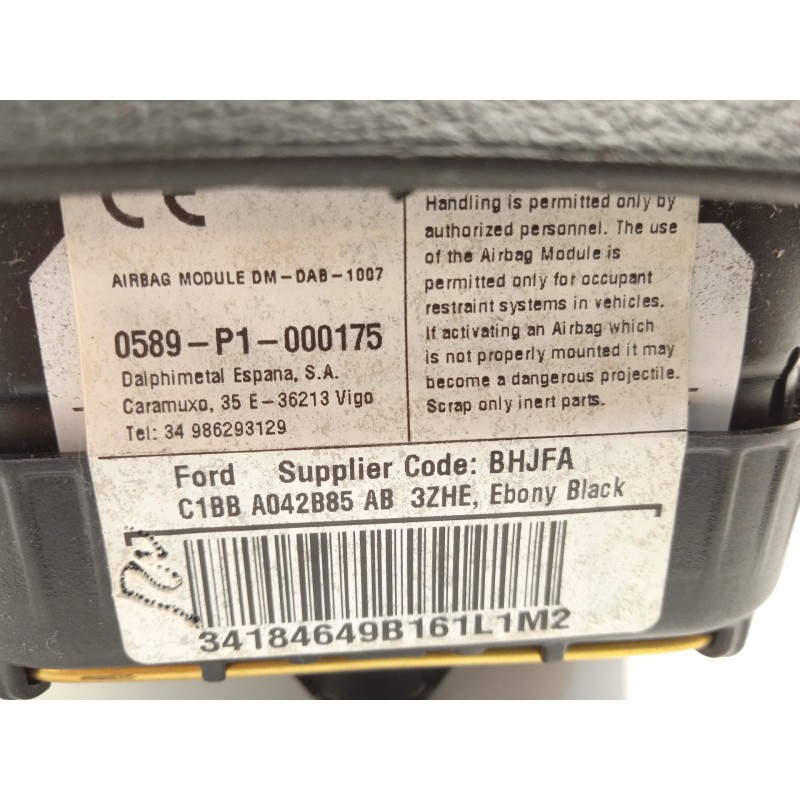 CE
AIRBAG MODULE DM-DAB-1007
0589-P1-000175
Dalphimetal Espana, S.A.
Caramuxo, 35 E-36213 Vigo
Tel: 34 986293129
Handling is permitted only by
authorized personnel. The use
of the Airbag Module is
permitted only for occupant
restraint systems in vehicles.
If activating an Airbag which
is not properly mounted it may
become a dangerous projectile.
Scrap only inert parts.
Ford Supplier Code: BHJFA
C1BB A042B85 AB 3ZHE, Ebony Black
34184649B161L1M2